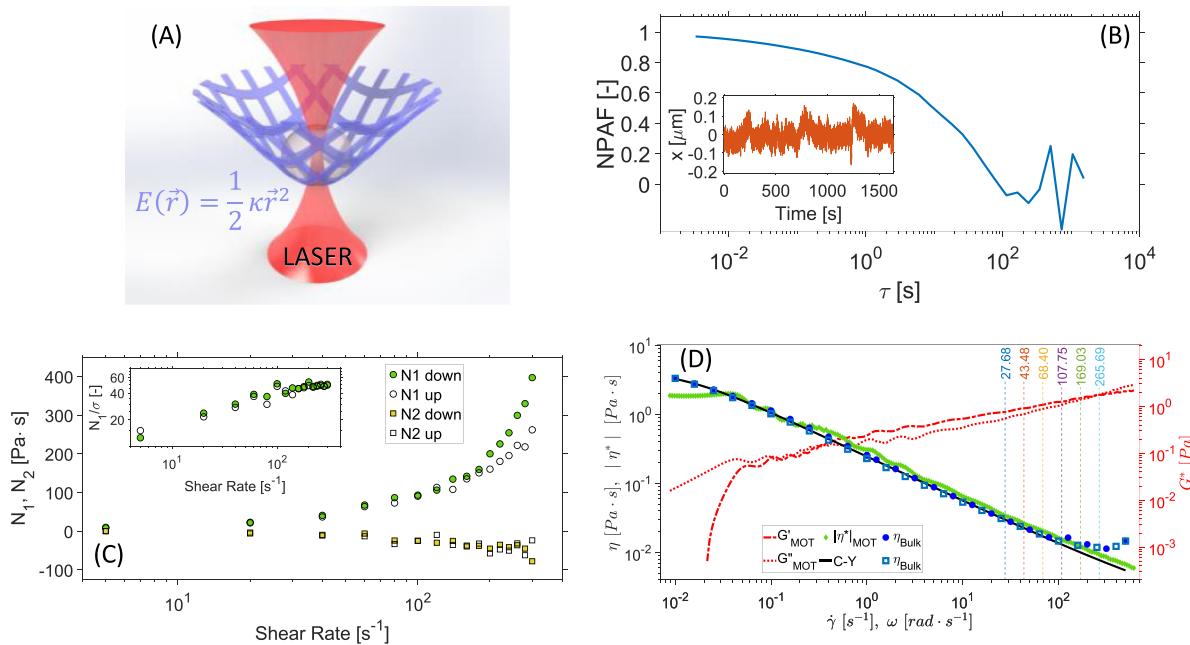 (A)
E(r⃗) = 1/2 κr⃗²
LASER
(B)
NPAF [-]
1
0.8
0.6
0.4
0.2
0
10⁻²
10⁰
10²
10⁴
τ [s]
x [μm]
0.2
0.1
0
-0.1
-0.2
0
500
1000
1500
Time [s]
(C)
N₁, N₂ [Pa· s]
400
300
200
100
0
-100
10¹
10²
Shear Rate [s⁻¹]
N1 down
N1 up
N2 down
N2 up
N₁/σ [-]
60
40
20
10¹
10²
Shear Rate [s⁻¹]
(D)
η [Pa · s], | η* | [Pa · s]
10¹
10⁰
10⁻¹
10⁻²
10⁻²
10⁻¹
10⁰
10¹
10²
γ̇ [s⁻¹], ω [rad · s⁻¹]
27.68
43.48
68.40
107.75
169.03
265.69
10¹
10⁰
10⁻¹
10⁻²
10⁻³
G* [Pa]
G'MOT
|η*|MOT
ηBulk
G"MOT
C-Y
ηBulk